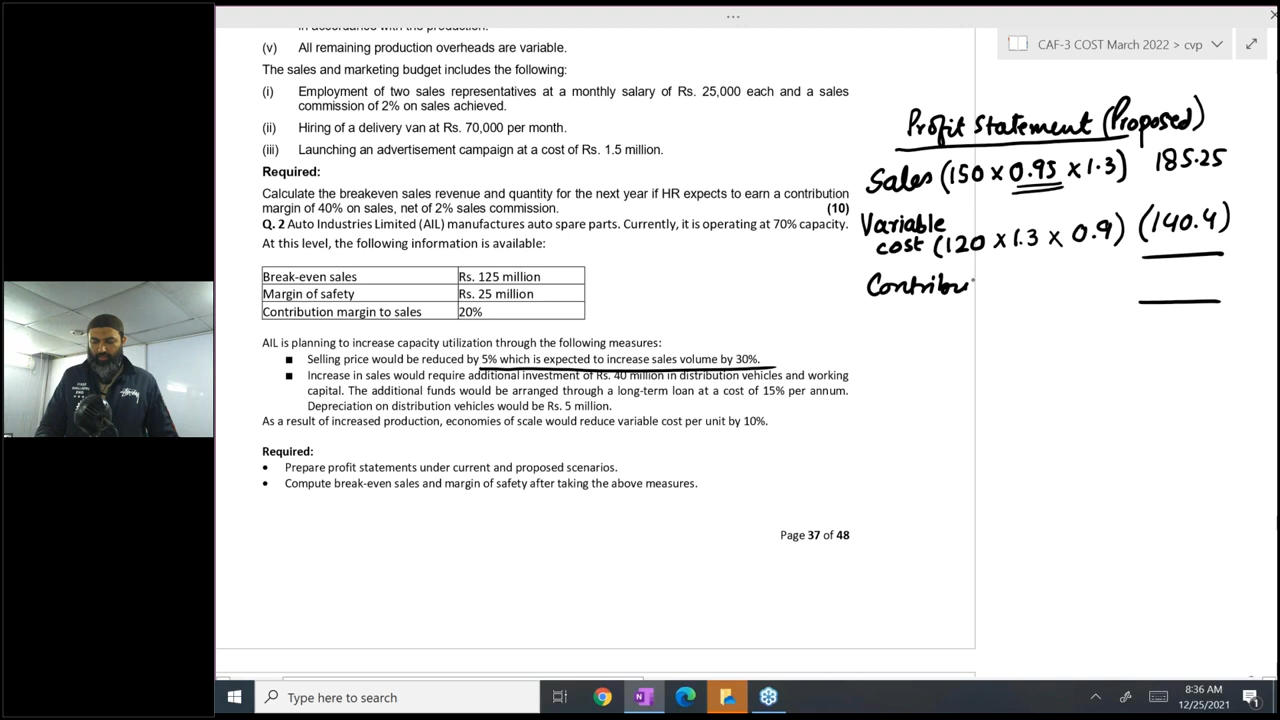 CAF-3 COST March 2022 > cvp
(v) All remaining production overheads are variable.
The sales and marketing budget includes the following:
(i) Employment of two sales representatives at a monthly salary of Rs. 25,000 each and a sales
commission of 2% on sales achieved.
(ii) Hiring of a delivery van at Rs. 70,000 per month.
(iii) Launching an advertisement campaign at a cost of Rs. 1.5 million.
Required:
Calculate the breakeven sales revenue and quantity for the next year if HR expects to earn a contribution
margin of 40% on sales, net of 2% sales commission. (10)
Q. 2 Auto Industries Limited (AIL) manufactures auto spare parts. Currently, it is operating at 70% capacity.
At this level, the following information is available:
Break-even sales Rs. 125 million
Margin of safety Rs. 25 million
Contribution margin to sales 20%
AIL is planning to increase capacity utilization through the following measures:
■ Selling price would be reduced by 5% which is expected to increase sales volume by 30%.
■ Increase in sales would require additional investment of Rs. 40 million in distribution vehicles and working
capital. The additional funds would be arranged through a long-term loan at a cost of 15% per annum.
Depreciation on distribution vehicles would be Rs. 5 million.
As a result of increased production, economies of scale would reduce variable cost per unit by 10%.
Required:
• Prepare profit statements under current and proposed scenarios.
• Compute break-even sales and margin of safety after taking the above measures.
Page 37 of 48
Profit Statement (Proposed)
Sales (150 × 0.95 × 1.3) 185.25
Variable
cost (120 × 1.3 × 0.9) (140.4)
Contribu
Type here to search
8:36 AM
12/25/2021